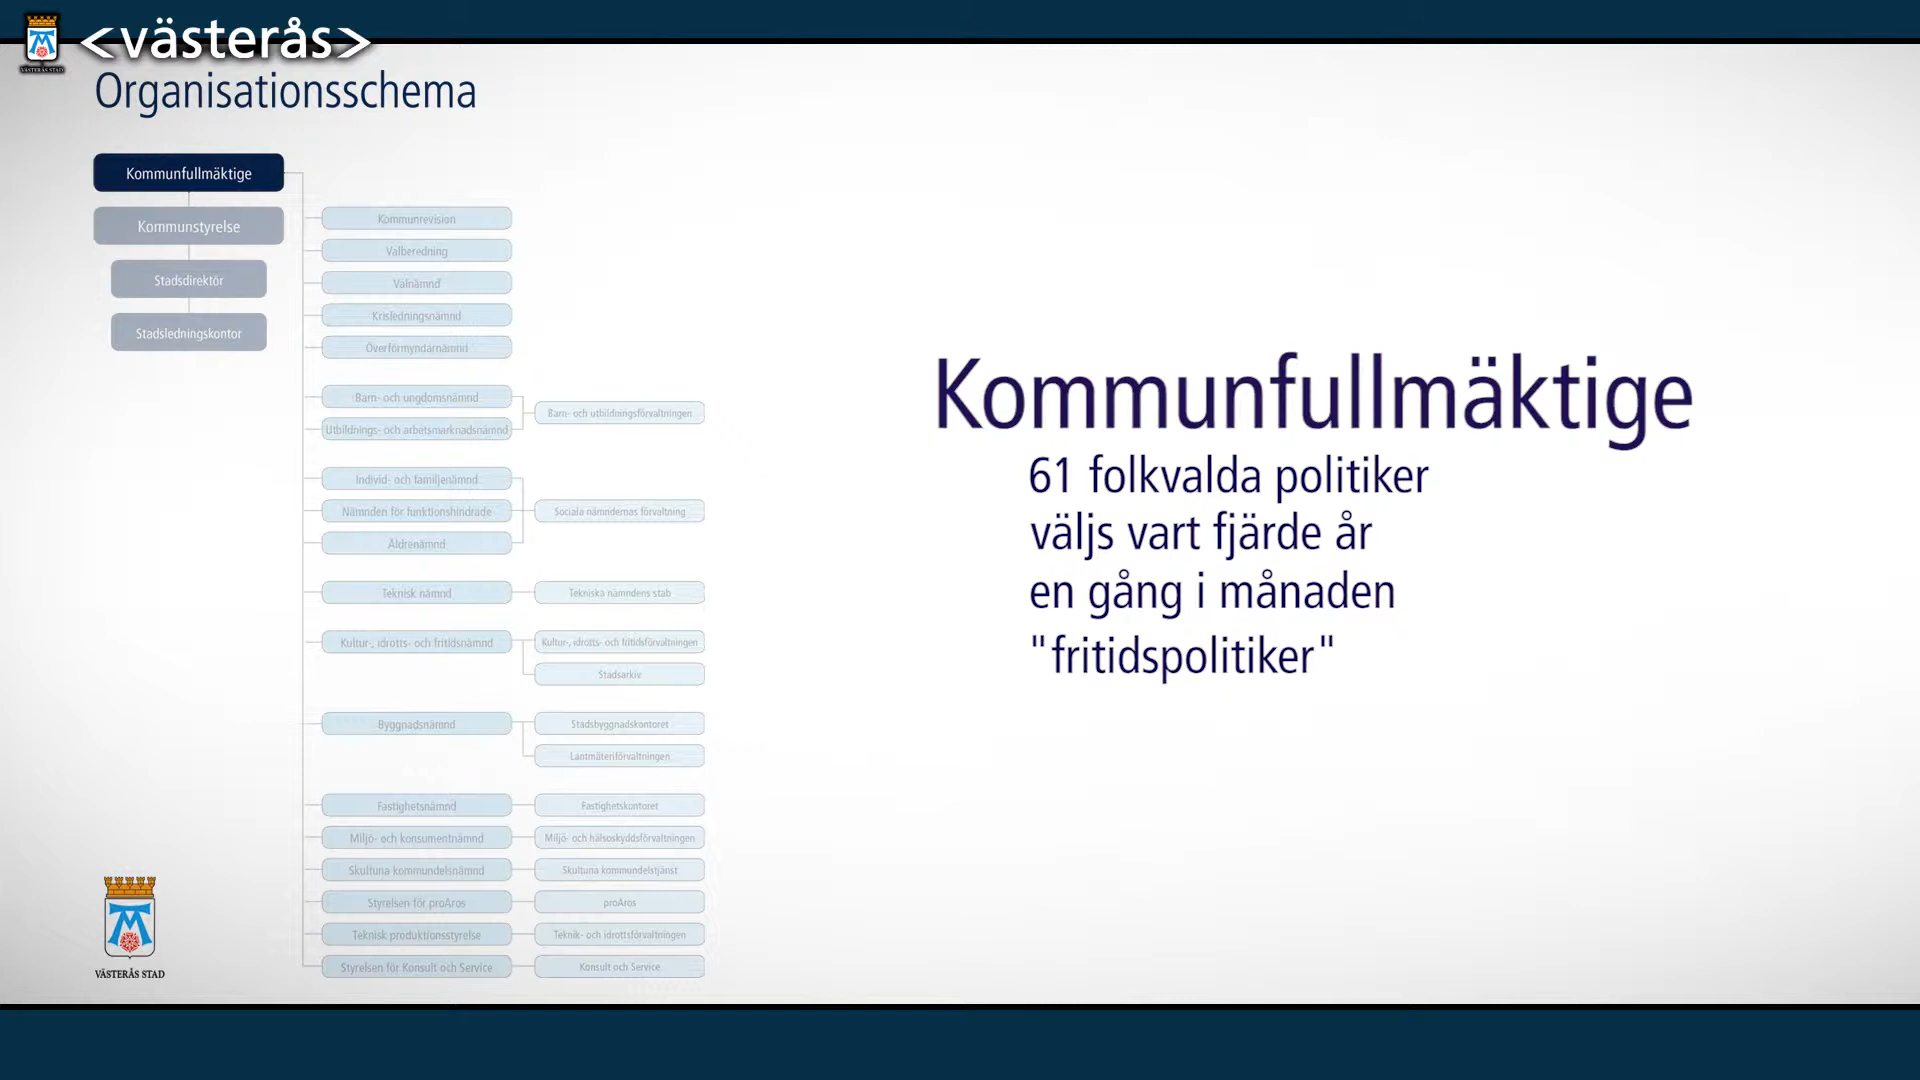 <västerås>
VÄSTERÅS STAD
Organisationsschema
Kommunfullmäktige
Kommunstyrelse
Stadsdirektör
Stadsledningskontor
Kommunrevision
Valberedning
Valnämnd
Krisledningsnämnd
Överförmyndarnämnd
Barn- och ungdomsnämnd
Utbildnings- och arbetsmarknadsnämnd
Barn- och utbildningsförvaltningen
Individ- och familjenämnd
Nämnden för funktionshindrade
Äldrenämnd
Sociala nämndernas förvaltning
Teknisk nämnd
Tekniska nämndens stab
Kultur-, idrotts- och fritidsnämnd
Kultur-, idrotts- och fritidsförvaltningen
Stadsarkiv
Byggnadsnämnd
Stadsbyggnadskontoret
Lantmäteriförvaltningen
Fastighetsnämnd
Fastighetskontoret
Miljö- och konsumentnämnd
Miljö- och hälsoskyddsförvaltningen
Skultuna kommundelsnämnd
Skultuna kommundelstjänst
Styrelsen för proAros
proAros
Teknisk produktionsstyrelse
Teknik- och idrottsförvaltningen
Styrelsen för Konsult och Service
Konsult och Service
Kommunfullmäktige
61 folkvalda politiker
väljs vart fjärde år
en gång i månaden
"fritidspolitiker"
VÄSTERÅS STAD